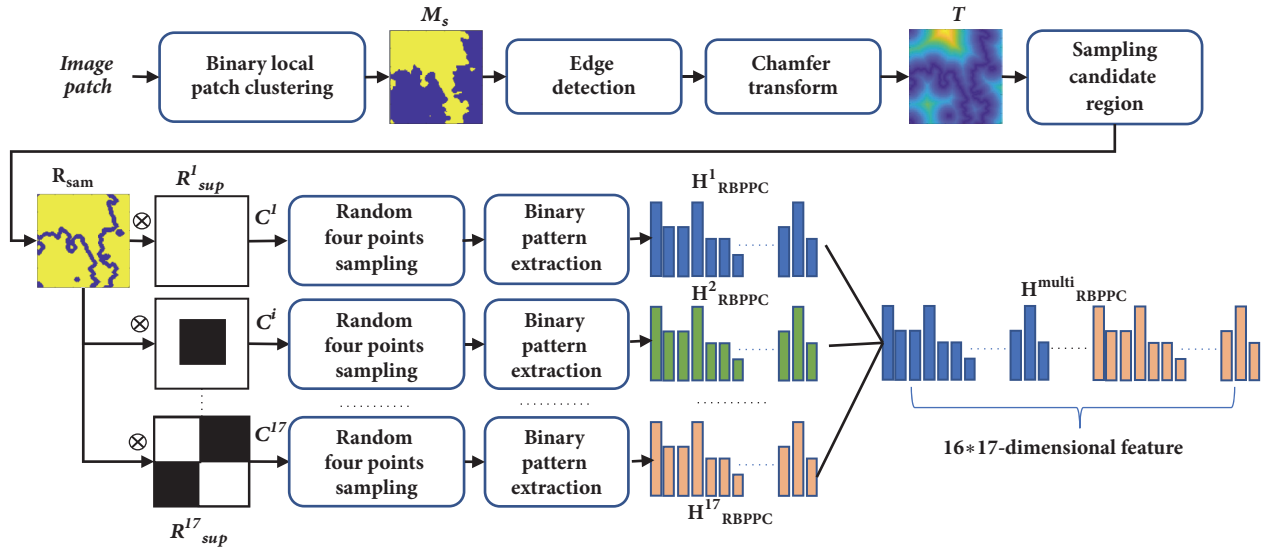 Image
patch
Binary local
patch clustering
M_s
Edge
detection
Chamfer
transform
T
Sampling
candidate
region
R_sam
⊗
R^1_sup
C^1
Random
four points
sampling
Binary
pattern
extraction
H^1_RBPPC
⊗
C^i
Random
four points
sampling
Binary
pattern
extraction
H^2_RBPPC
⊗
C^17
R^17_sup
Random
four points
sampling
Binary
pattern
extraction
H^17_RBPPC
H^multi_RBPPC
16*17-dimensional feature